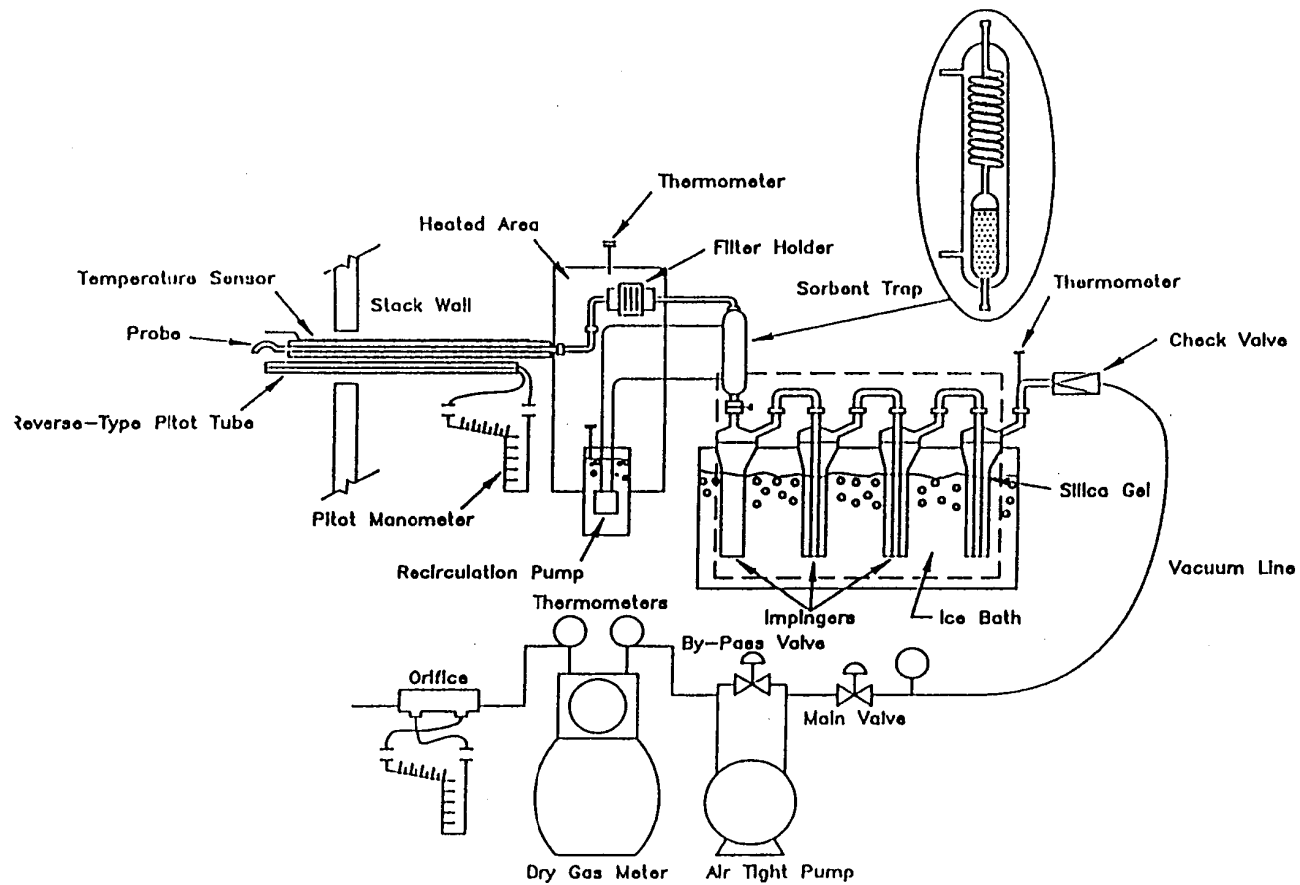 Thermometer
Heated Area
Filter Holder
Temperature Sensor
Stack Wall
Sorbent Trap
Thermometer
Probe
Check Valve
Reverse-Type Pitot Tube
Silica Gel
Pitot Manometer
Recirculation Pump
Vacuum Line
Thermometers
Impingers
Ice Bath
By-Pass Valve
Orifice
Main Valve
Dry Gas Meter
Air Tight Pump